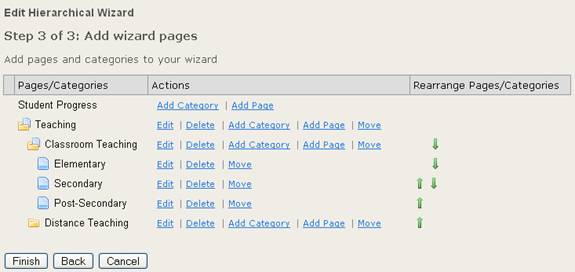 Edit Hierarchical Wizard
Step 3 of 3: Add wizard pages
Add pages and categories to your wizard
Pages/Categories Actions Rearrange Pages/Categories
Student Progress Add Category | Add Page
Teaching Edit | Delete | Add Category | Add Page | Move
Classroom Teaching Edit | Delete | Add Category | Add Page | Move
Elementary Edit | Delete | Move
Secondary Edit | Delete | Move
Post-Secondary Edit | Delete | Move
Distance Teaching Edit | Delete | Add Category | Add Page | Move
Finish Back Cancel